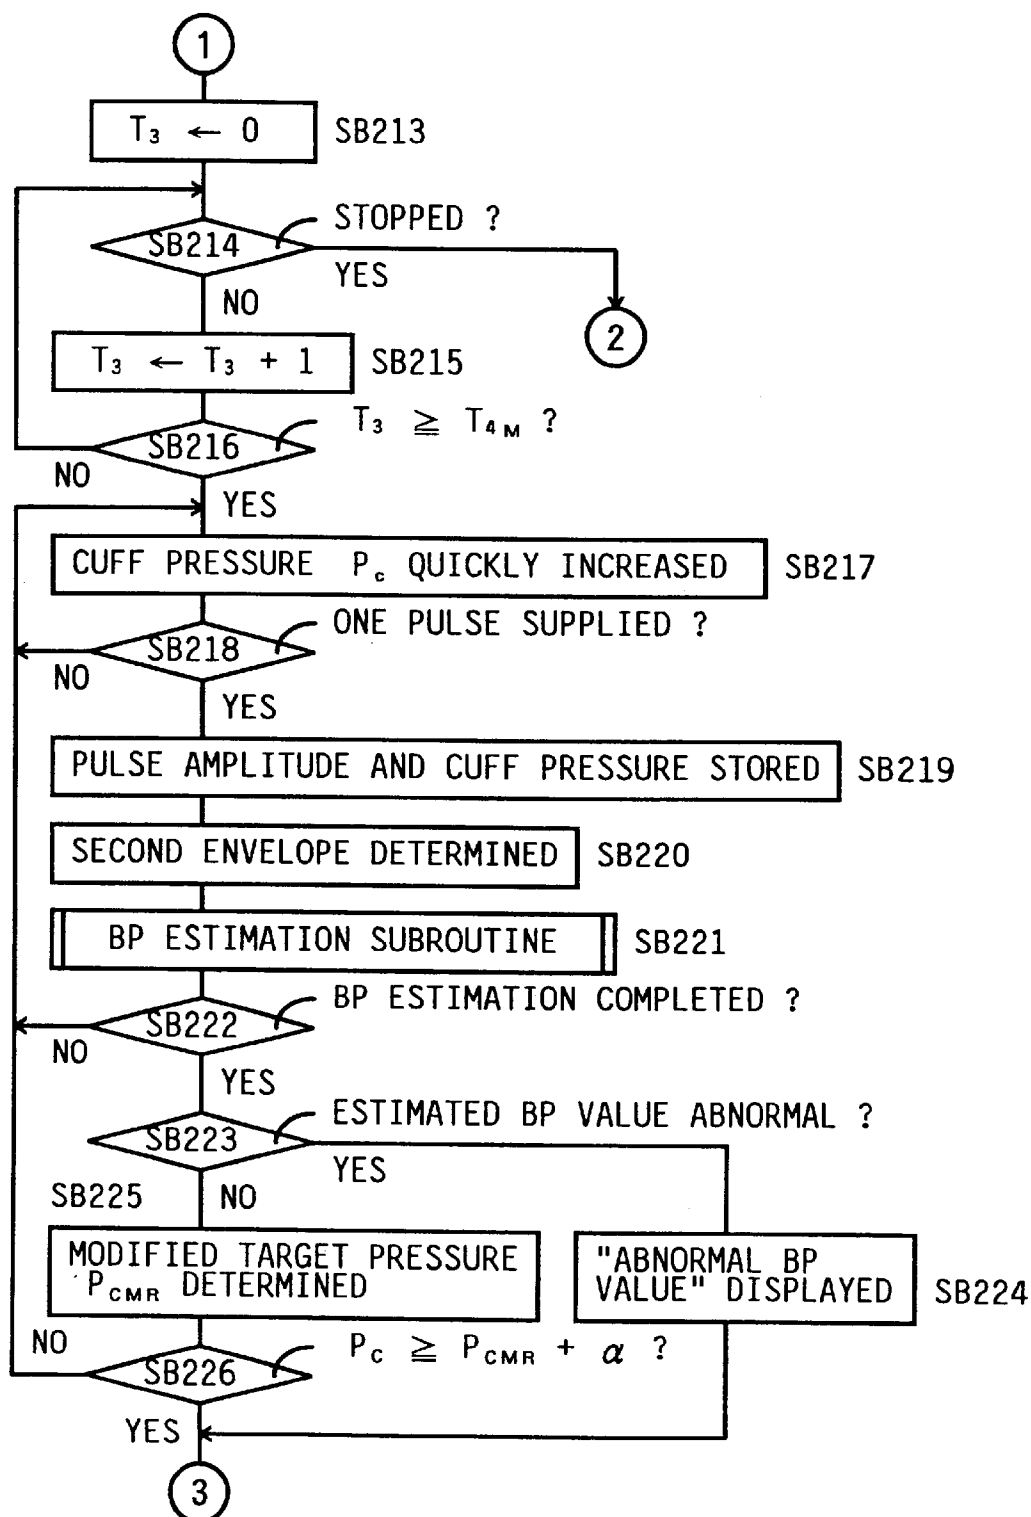 1
T₃ ← 0 SB213
STOPPED ?
SB214
YES
NO
2
T₃ ← T₃ + 1 SB215
T₃ ≧ T₄M ?
SB216
NO
YES
CUFF PRESSURE Pc QUICKLY INCREASED SB217
ONE PULSE SUPPLIED ?
SB218
NO
YES
PULSE AMPLITUDE AND CUFF PRESSURE STORED SB219
SECOND ENVELOPE DETERMINED SB220
BP ESTIMATION SUBROUTINE SB221
BP ESTIMATION COMPLETED ?
SB222
NO
YES
ESTIMATED BP VALUE ABNORMAL ?
SB223
YES
SB225 NO
MODIFIED TARGET PRESSURE
PCMR DETERMINED
"ABNORMAL BP
VALUE" DISPLAYED SB224
NO
PC ≧ PCMR + α ?
SB226
YES
3